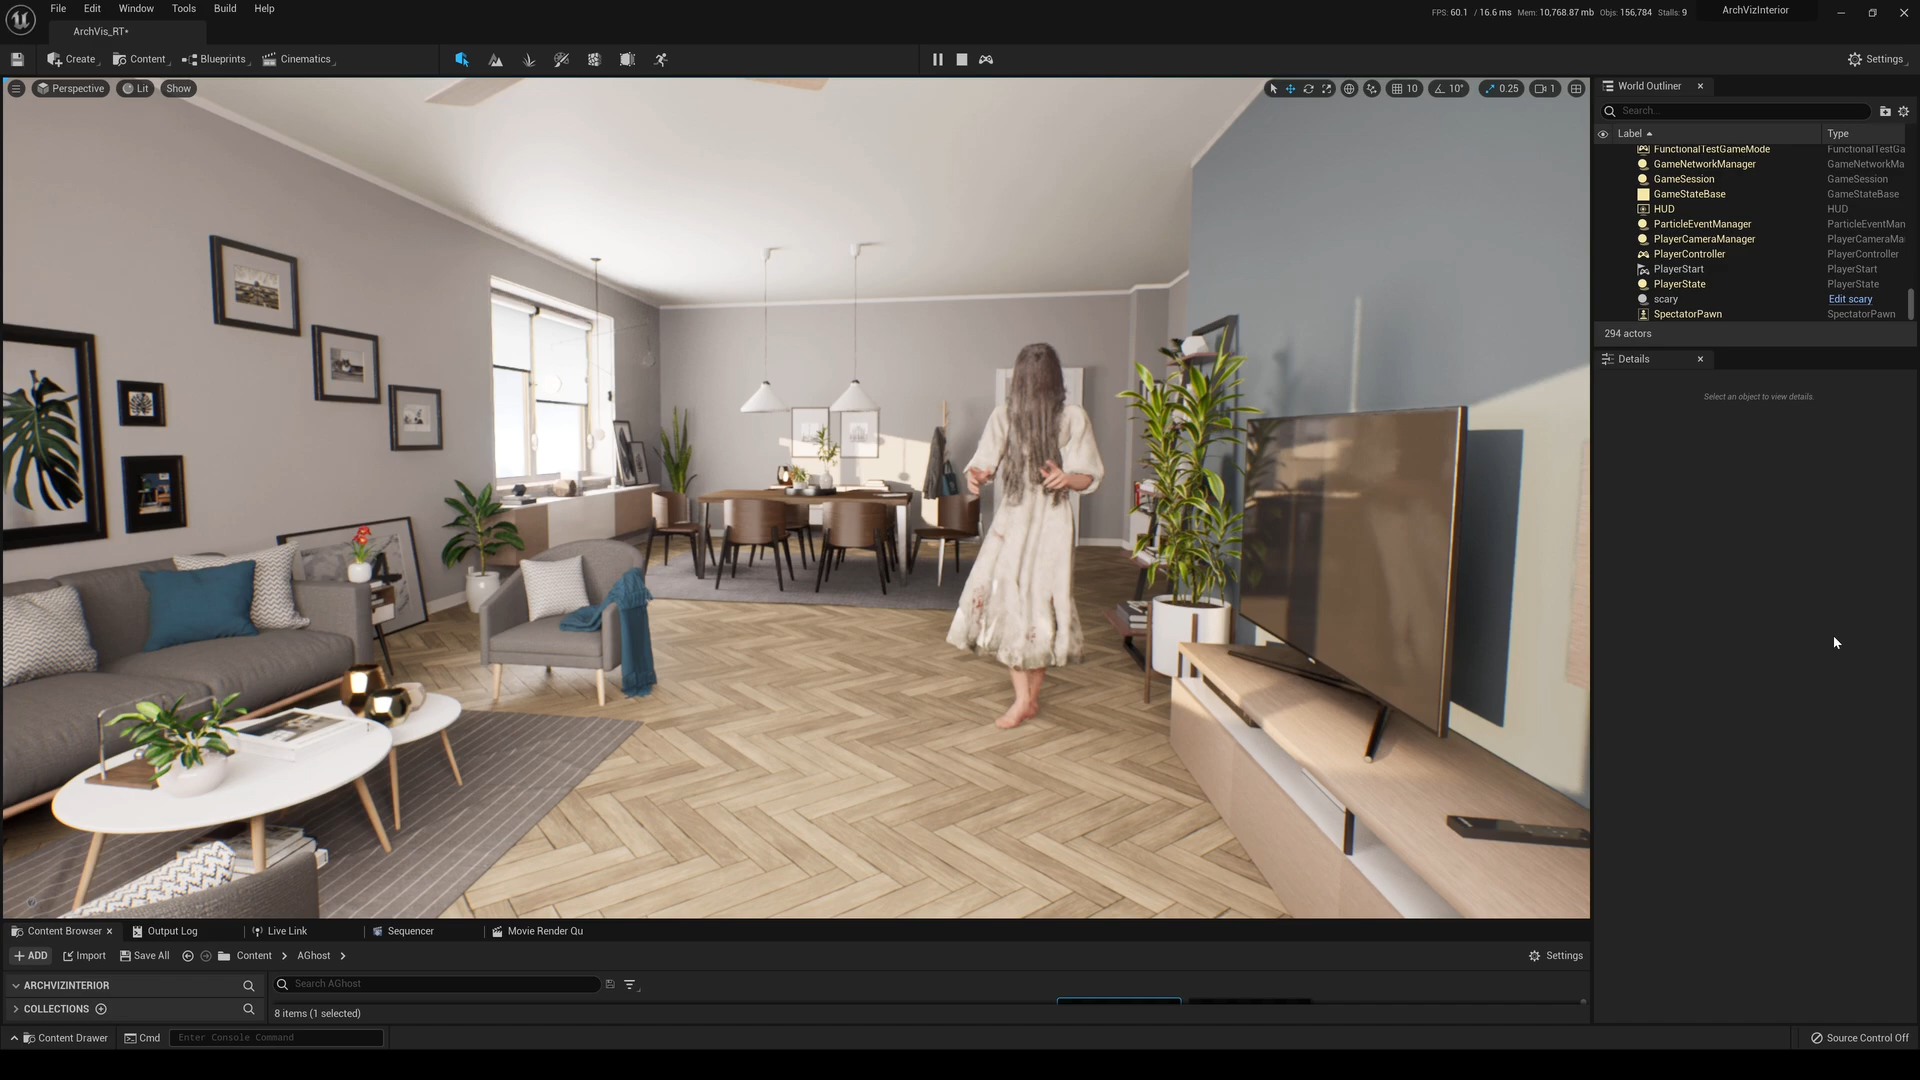 File Edit Window Tools Build Help
FPS: 60.1 / 16.6 ms Mem: 10,768.87 mb Objs: 156,784 Stalls: 9
ArchVizInterior
ArchVis_RT*
Create Content Blueprints Cinematics
Settings
Perspective Lit Show
10 10° 0.25 1
World Outliner
Search...
Label Type
FunctionalTestGameMode FunctionalTestGa
GameNetworkManager GameNetworkMa
GameSession GameSession
GameStateBase GameStateBase
HUD HUD
ParticleEventManager ParticleEventMan
PlayerCameraManager PlayerCameraMa
PlayerController PlayerController
PlayerStart PlayerStart
PlayerState PlayerState
scary Edit scary
SpectatorPawn SpectatorPawn
294 actors
Details
Select an object to view details.
Content Browser Output Log Live Link Sequencer Movie Render Qu
ADD Import Save All Content AGhost Settings
ARCHVIZINTERIOR
Search AGhost
COLLECTIONS
8 items (1 selected)
Content Drawer Cmd Enter Console Command Source Control Off